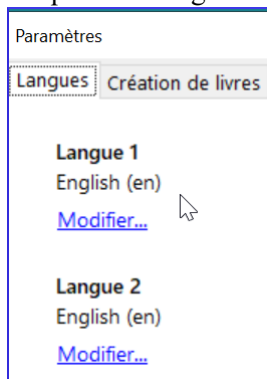 Paramètres
Langues Création de livres
Langue 1
English (en)
Modifier...
Langue 2
English (en)
Modifier...